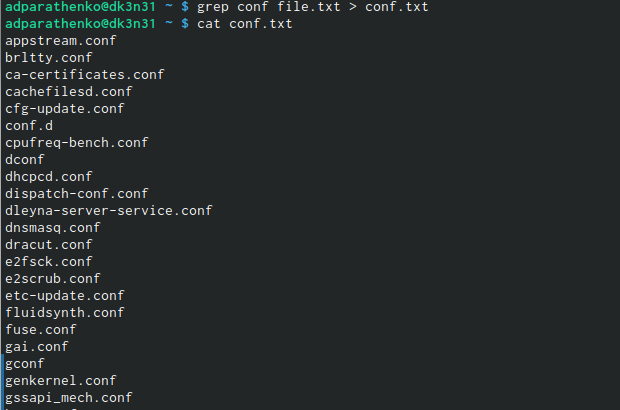 adparathenko@dk3n31 ~ $ grep conf file.txt > conf.txt
adparathenko@dk3n31 ~ $ cat conf.txt
appstream.conf
brltty.conf
ca-certificates.conf
cachefilesd.conf
cfg-update.conf
conf.d
cpufreq-bench.conf
dconf
dhcpcd.conf
dispatch-conf.conf
dleyna-server-service.conf
dnsmasq.conf
dracut.conf
e2fsck.conf
e2scrub.conf
etc-update.conf
fluidsynth.conf
fuse.conf
gai.conf
gconf
genkernel.conf
gssapi_mech.conf